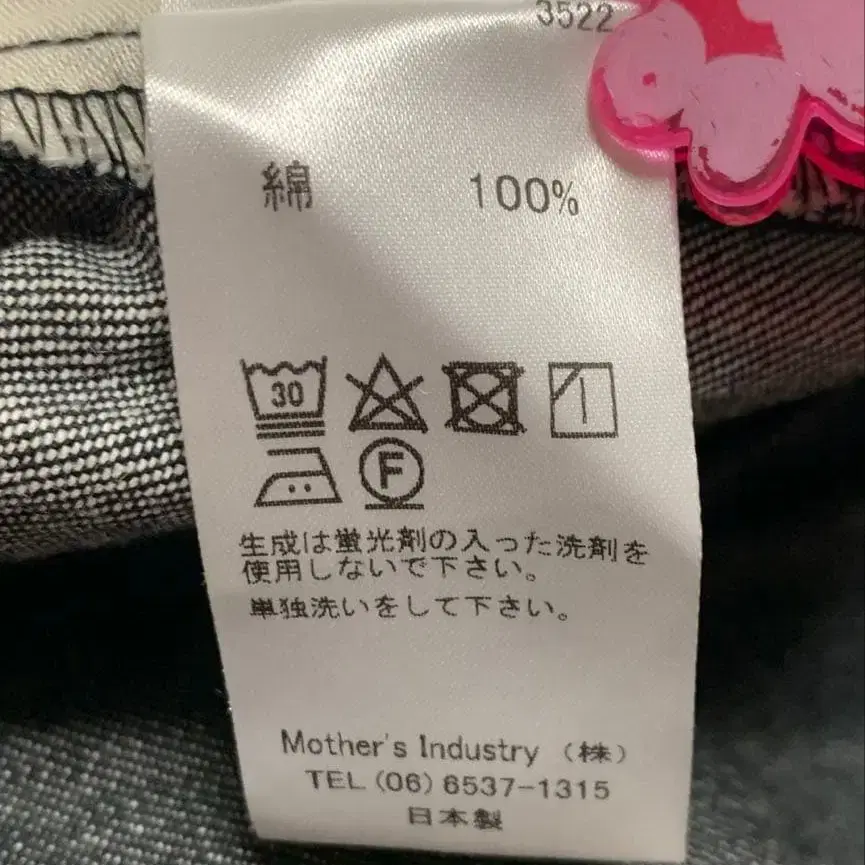 3522
綿 100%
30
F
生成は蛍光剤の入った洗剤を
使用しないで下さい。
単独洗いをして下さい。
Mother's Industry （株）
TEL (06) 6537-1315
日本製